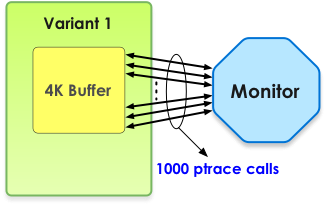 Variant 1
4K Buffer
Monitor
1000 ptrace calls